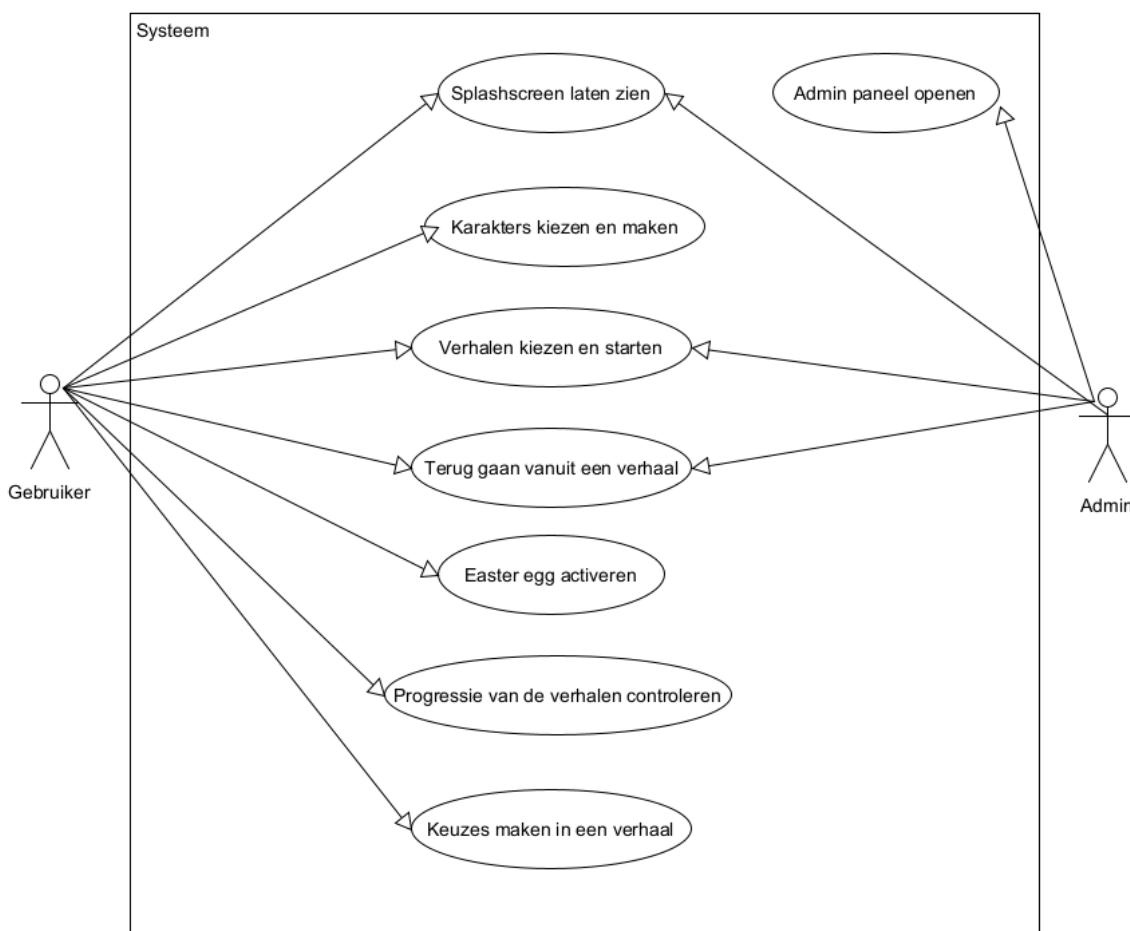 Systeem
Splashscreen laten zien
Admin paneel openen
Karakters kiezen en maken
Verhalen kiezen en starten
Terug gaan vanuit een verhaal
Gebruiker
Admin
Easter egg activeren
Progressie van de verhalen controleren
Keuzes maken in een verhaal